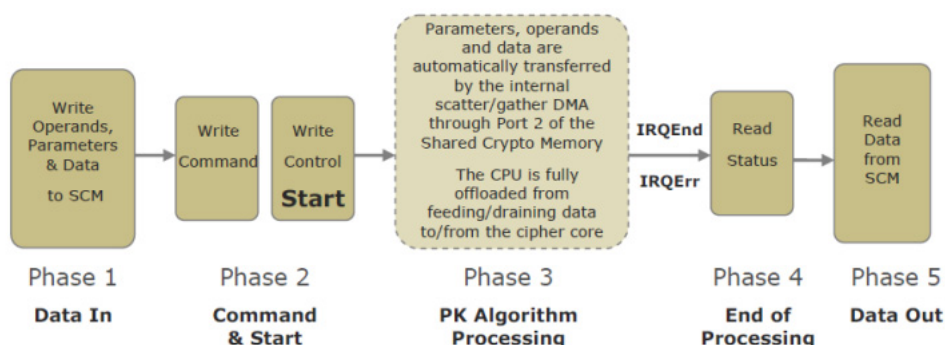 Write
Operands,
Parameters
& Data
to SCM
Write
Command
Write
Control
Start
Parameters, operands
and data are
automatically transferred
by the internal
scatter/gather DMA
through Port 2 of the
Shared Crypto Memory
The CPU is fully
offloaded from
feeding/draining data
to/from the cipher core
IRQEnd
IRQErr
Read
Status
Read
Data
from
SCM
Phase 1
Data In
Phase 2
Command
& Start
Phase 3
PK Algorithm
Processing
Phase 4
End of
Processing
Phase 5
Data Out